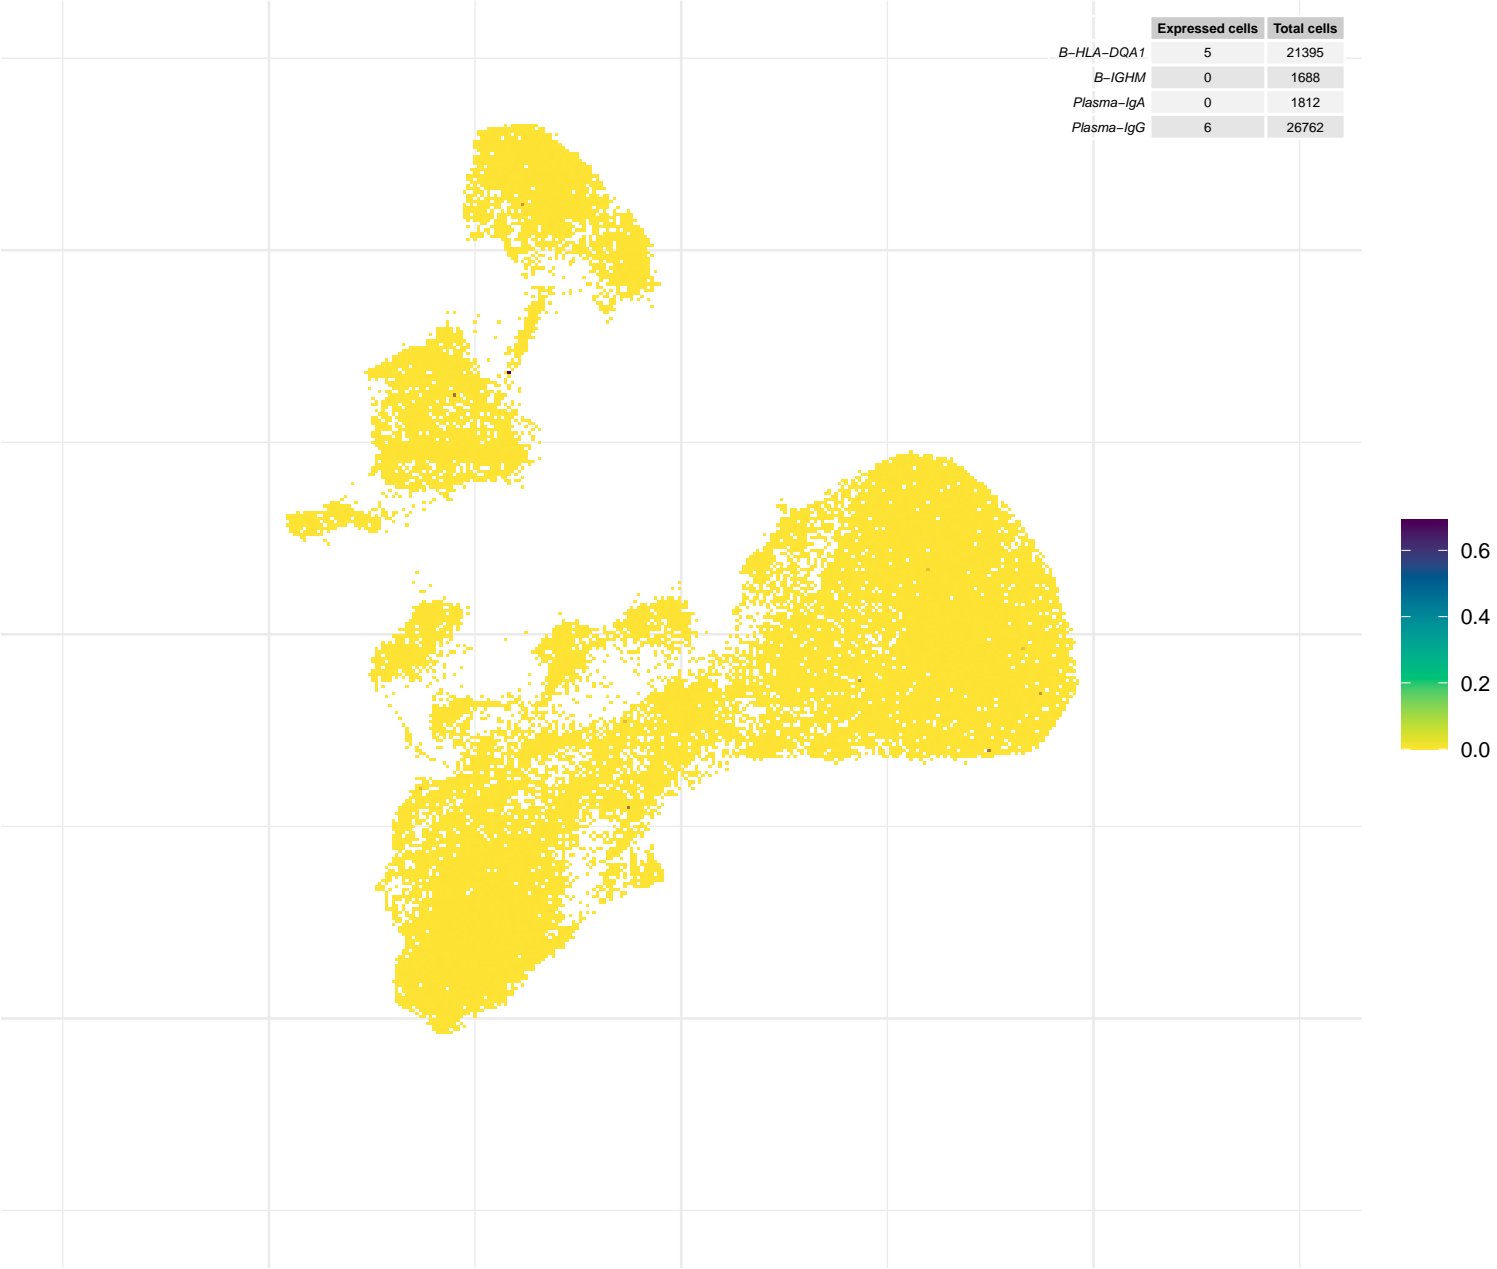 Expressed cells Total cells
B−HLA−DQA1 5 21395
B−IGHM 0 1688
Plasma−IgA 0 1812
Plasma−IgG 6 26762
0.6
0.4
0.2
0.0